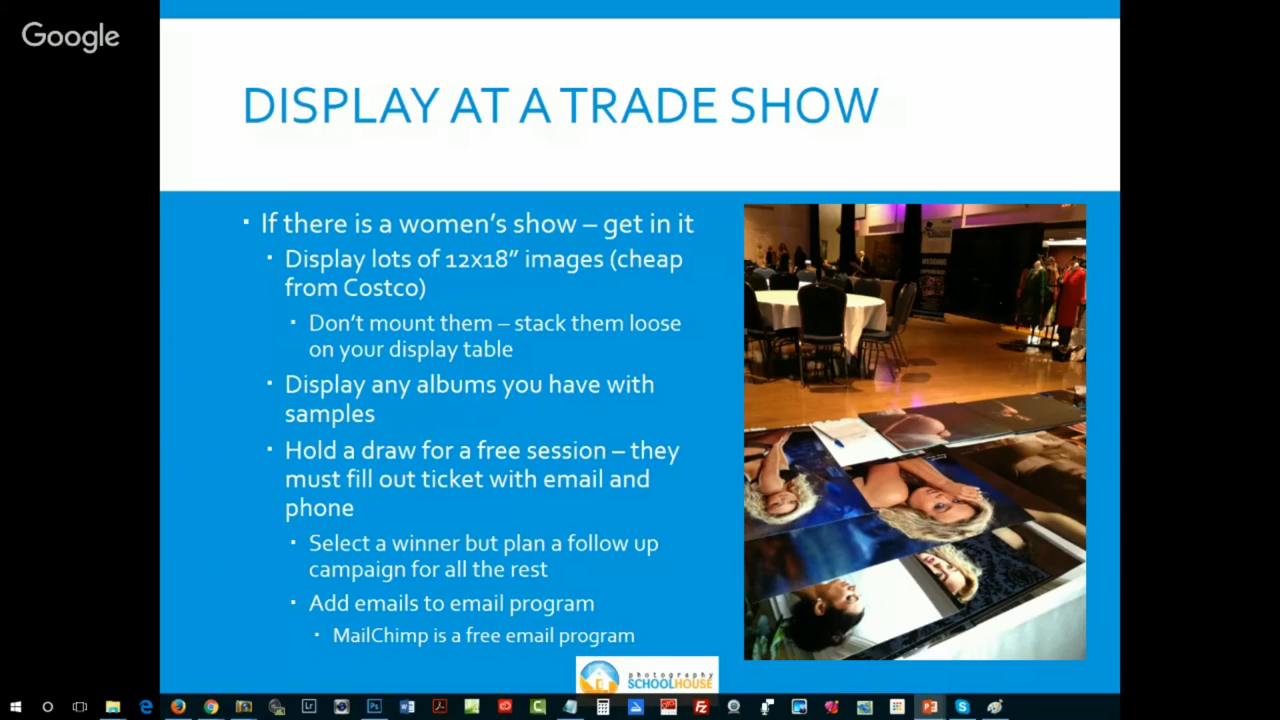 Google
DISPLAY AT A TRADE SHOW
If there is a women's show – get in it
Display lots of 12x18" images (cheap
from Costco)
Don't mount them – stack them loose
on your display table
Display any albums you have with
samples
Hold a draw for a free session – they
must fill out ticket with email and
phone
Select a winner but plan a follow up
campaign for all the rest
Add emails to email program
MailChimp is a free email program
photography
SCHOOLHOUSE